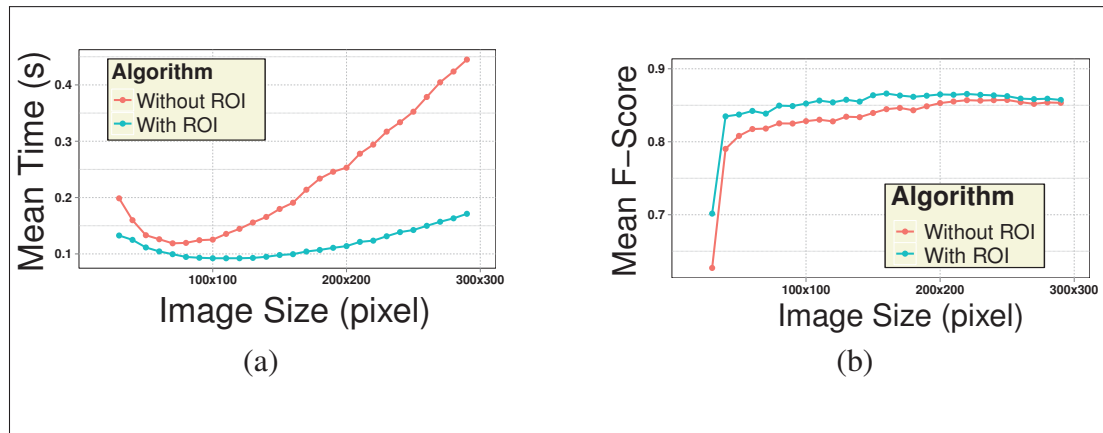 Mean Time (s)
0.4
0.3
0.2
0.1
Algorithm
Without ROI
With ROI
100x100 200x200 300x300
Image Size (pixel)
(a)
Mean F−Score
0.9
0.8
0.7
Algorithm
Without ROI
With ROI
100x100 200x200 300x300
Image Size (pixel)
(b)